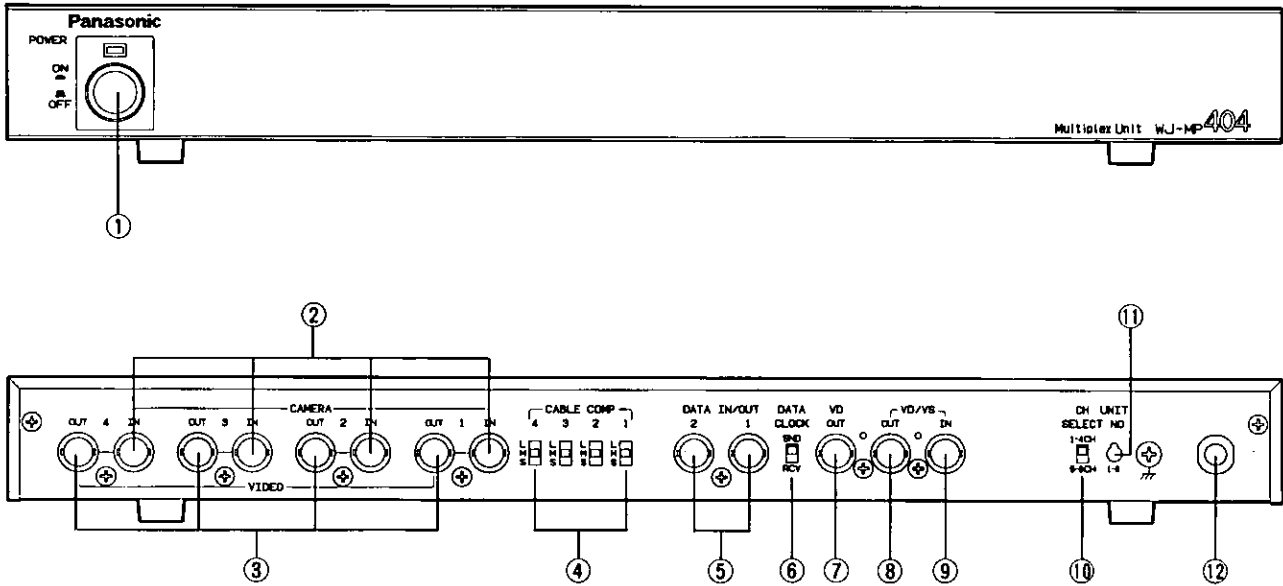 Panasonic
POWER
ON
OFF
Multiplex Unit WJ-MP404
①
② ⑪
CAMERA
OUT 4 IN OUT 3 IN OUT 2 IN OUT 1 IN
VIDEO
CABLE COMP
4 3 2 1
L M S L M S L M S L M S
DATA IN/OUT
2 1
DATA CLOCK
SND
RCV
VD OUT
VD/VS
OUT IN
CH SELECT
1-4CH
5-8CH
UNIT NO
1-8
③ ④ ⑤ ⑥ ⑦ ⑧ ⑨ ⑩ ⑫